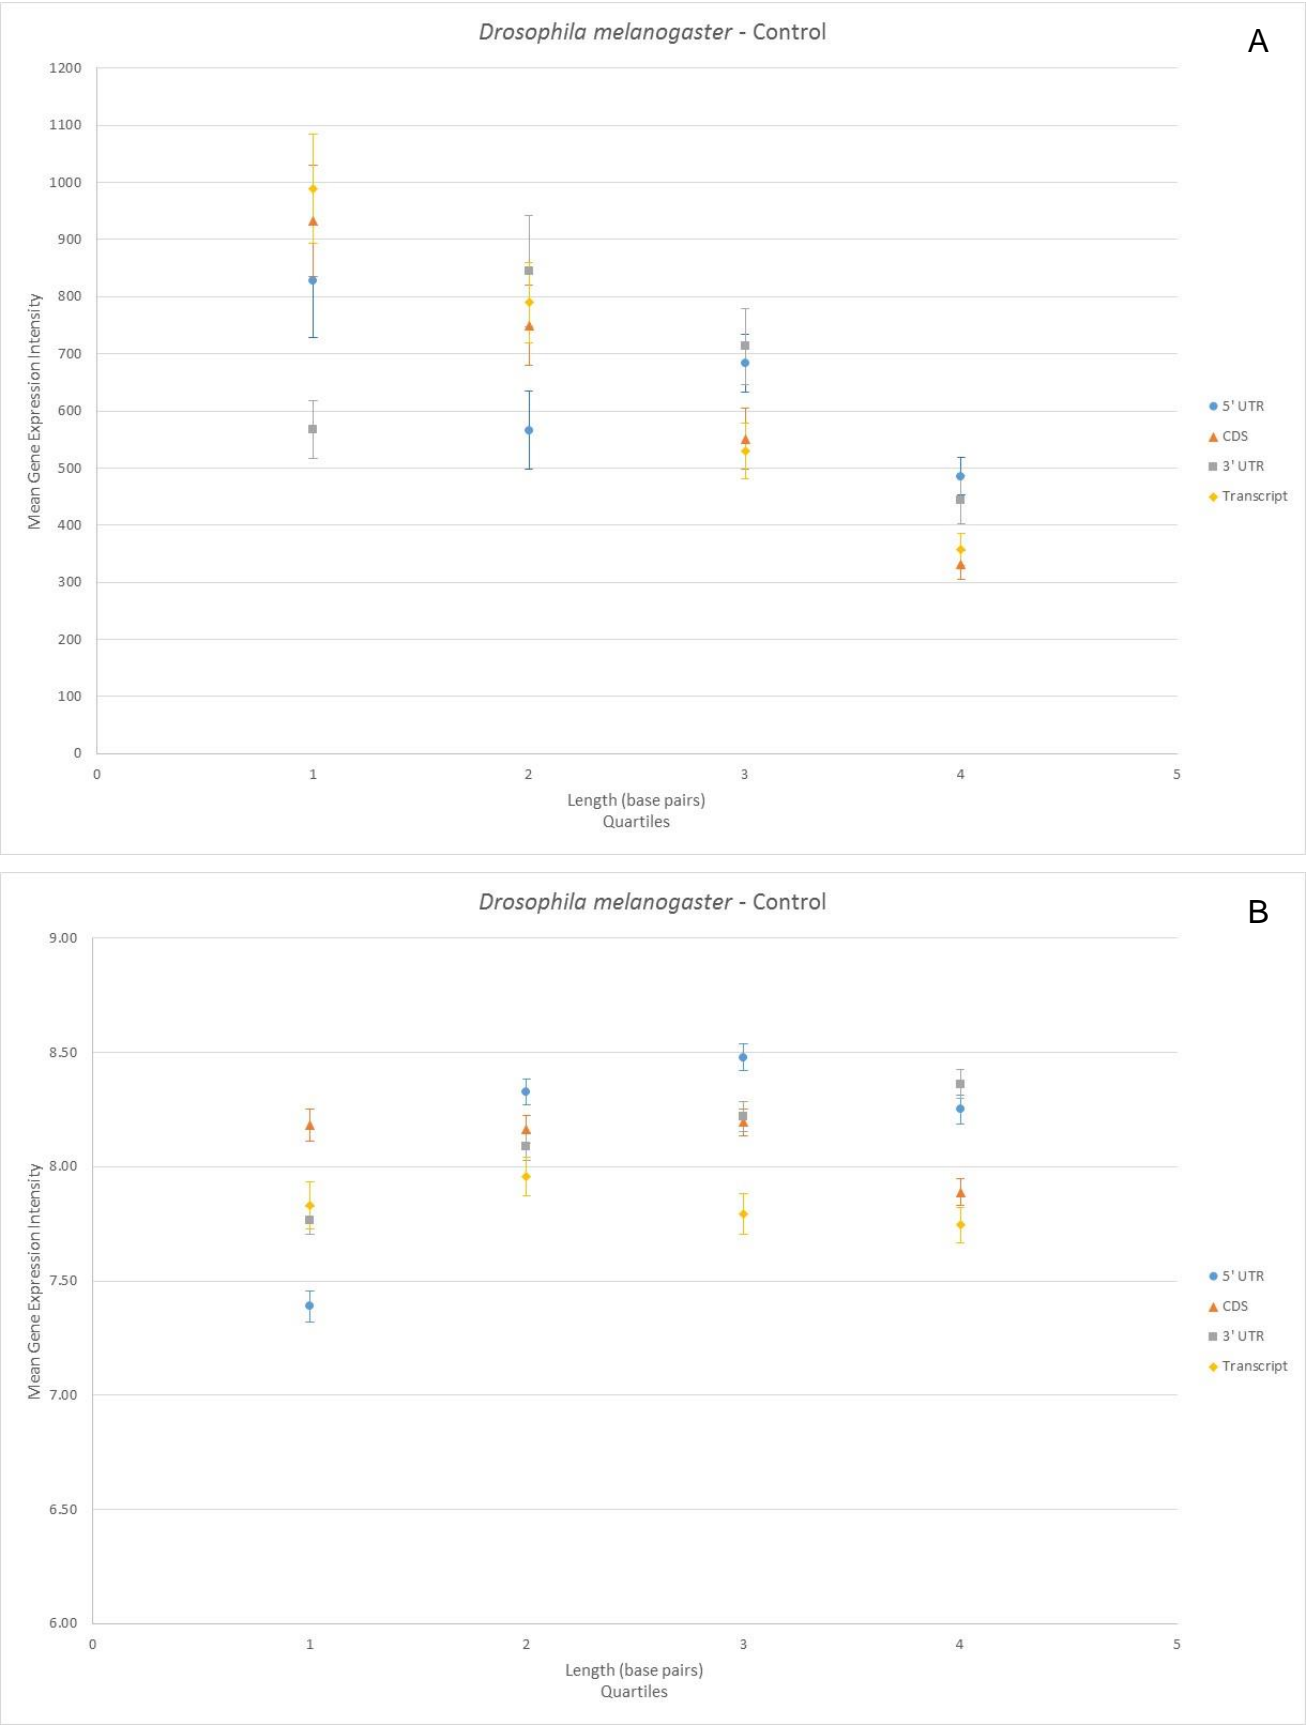 Drosophila melanogaster - Control
A
1200
1100
1000
900
800
700
600
500
400
300
200
100
0
Mean Gene Expression Intensity
0 1 2 3 4 5
Length (base pairs)
Quartiles
5' UTR
CDS
3' UTR
Transcript
Drosophila melanogaster - Control
B
9.00
8.50
8.00
7.50
7.00
6.50
6.00
Mean Gene Expression Intensity
0 1 2 3 4 5
Length (base pairs)
Quartiles
5' UTR
CDS
3' UTR
Transcript